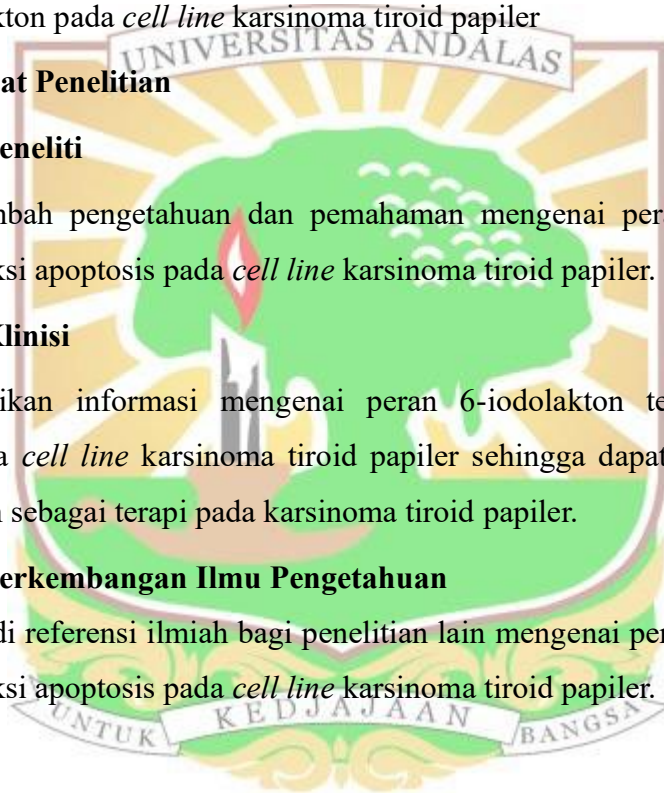 kton pada cell line karsinoma tiroid papiler
UNIVERSITAS ANDALAS
at Penelitian
eneliti
mbah pengetahuan dan pemahaman mengenai pera
ksi apoptosis pada cell line karsinoma tiroid papiler.
Klinisi
ikan informasi mengenai peran 6-iodolakton te
a cell line karsinoma tiroid papiler sehingga dapat
n sebagai terapi pada karsinoma tiroid papiler.
erkembangan Ilmu Pengetahuan
di referensi ilmiah bagi penelitian lain mengenai per
ksi apoptosis pada cell line karsinoma tiroid papiler.
UNTUK KEDJAJAAN BANGSA